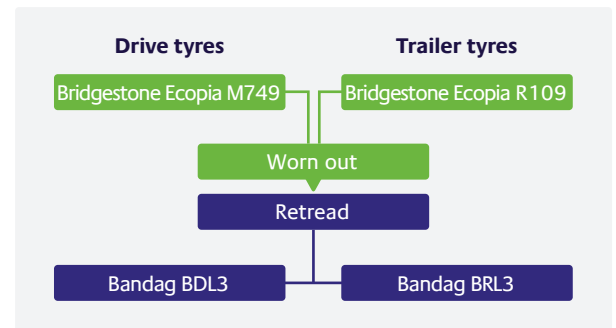 Drive tyres
Trailer tyres
Bridgestone Ecopia M749
Bridgestone Ecopia R109
Worn out
Retread
Bandag BDL3
Bandag BRL3